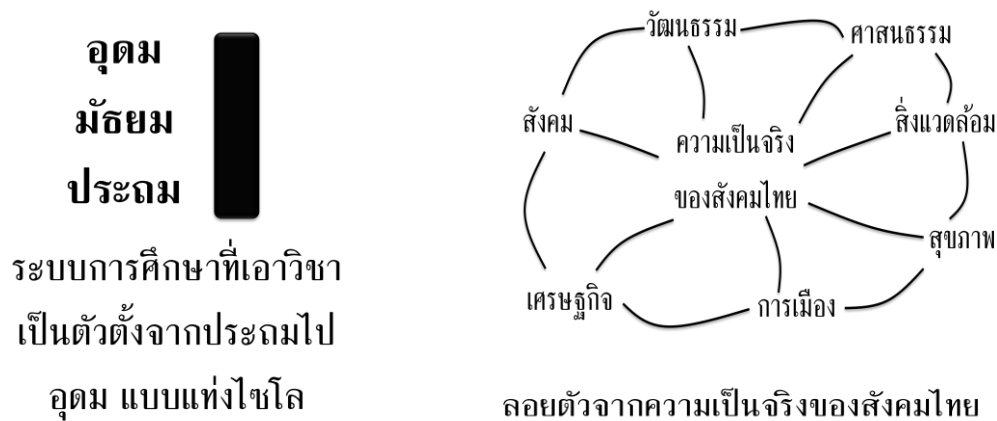 อุดม
มัธยม
ประถม
ระบบการศึกษาที่เอาวิชา
เป็นตัวตั้งจากประถมไป
อุดม แบบแท่งไซโล
วัฒนธรรม
ศาสนธรรม
สังคม
ความเป็นจริง
สิ่งแวดล้อม
ของสังคมไทย
สุขภาพ
เศรษฐกิจ
การเมือง
ลอยตัวจากความเป็นจริงของสังคมไทย